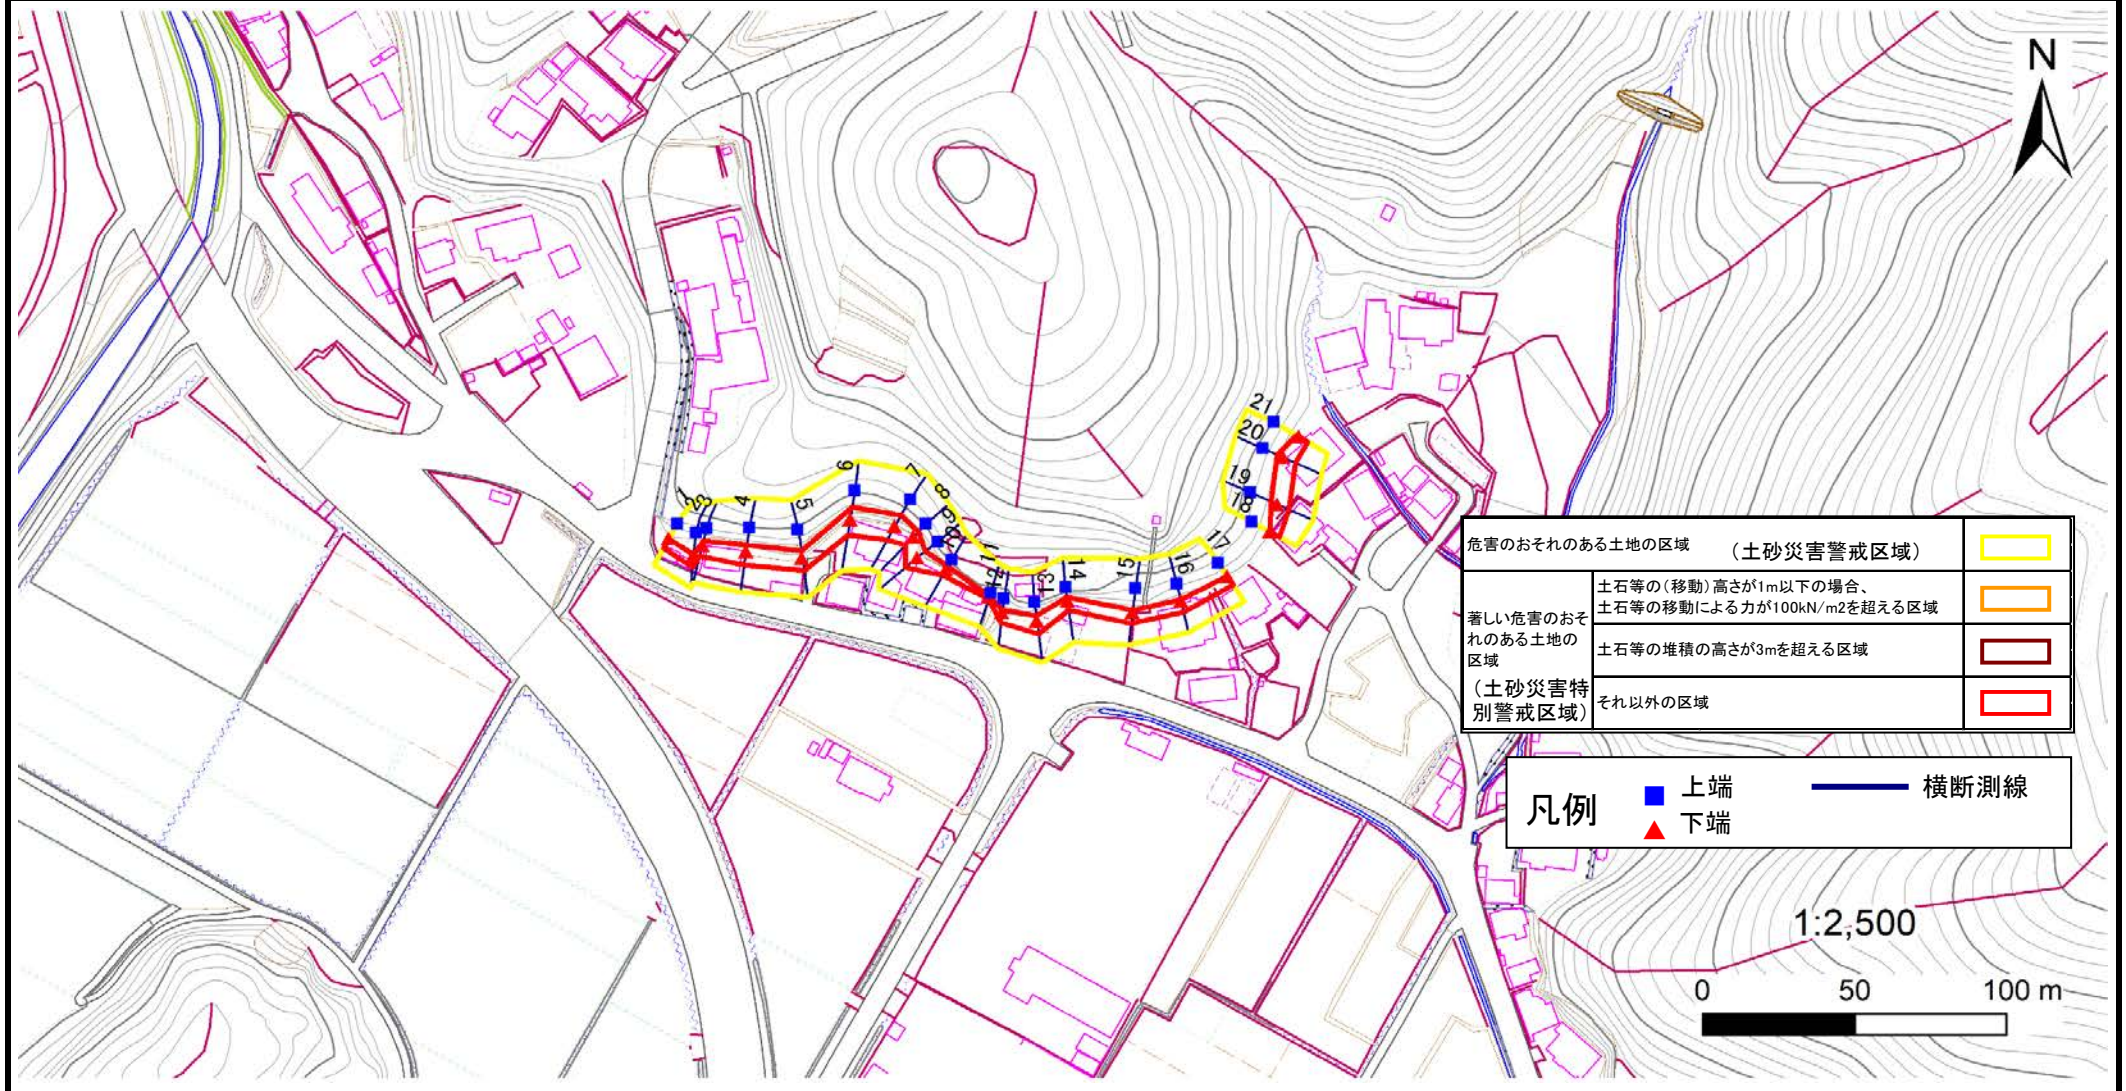 N
21
20
19
18
1
2
3
4
5
6
7
8
9
10
11
12
13
14
15
16
17
危害のおそれのある土地の区域 (土砂災害警戒区域)
著しい危害のおそ
れのある土地の
区域
(土砂災害特
別警戒区域)
土石等の(移動)高さが1m以下の場合、
土石等の移動による力が100kN/m2を超える区域
土石等の堆積の高さが3mを超える区域
それ以外の区域
凡例
上端
下端
横断測線
1:2,500
0 50 100 m